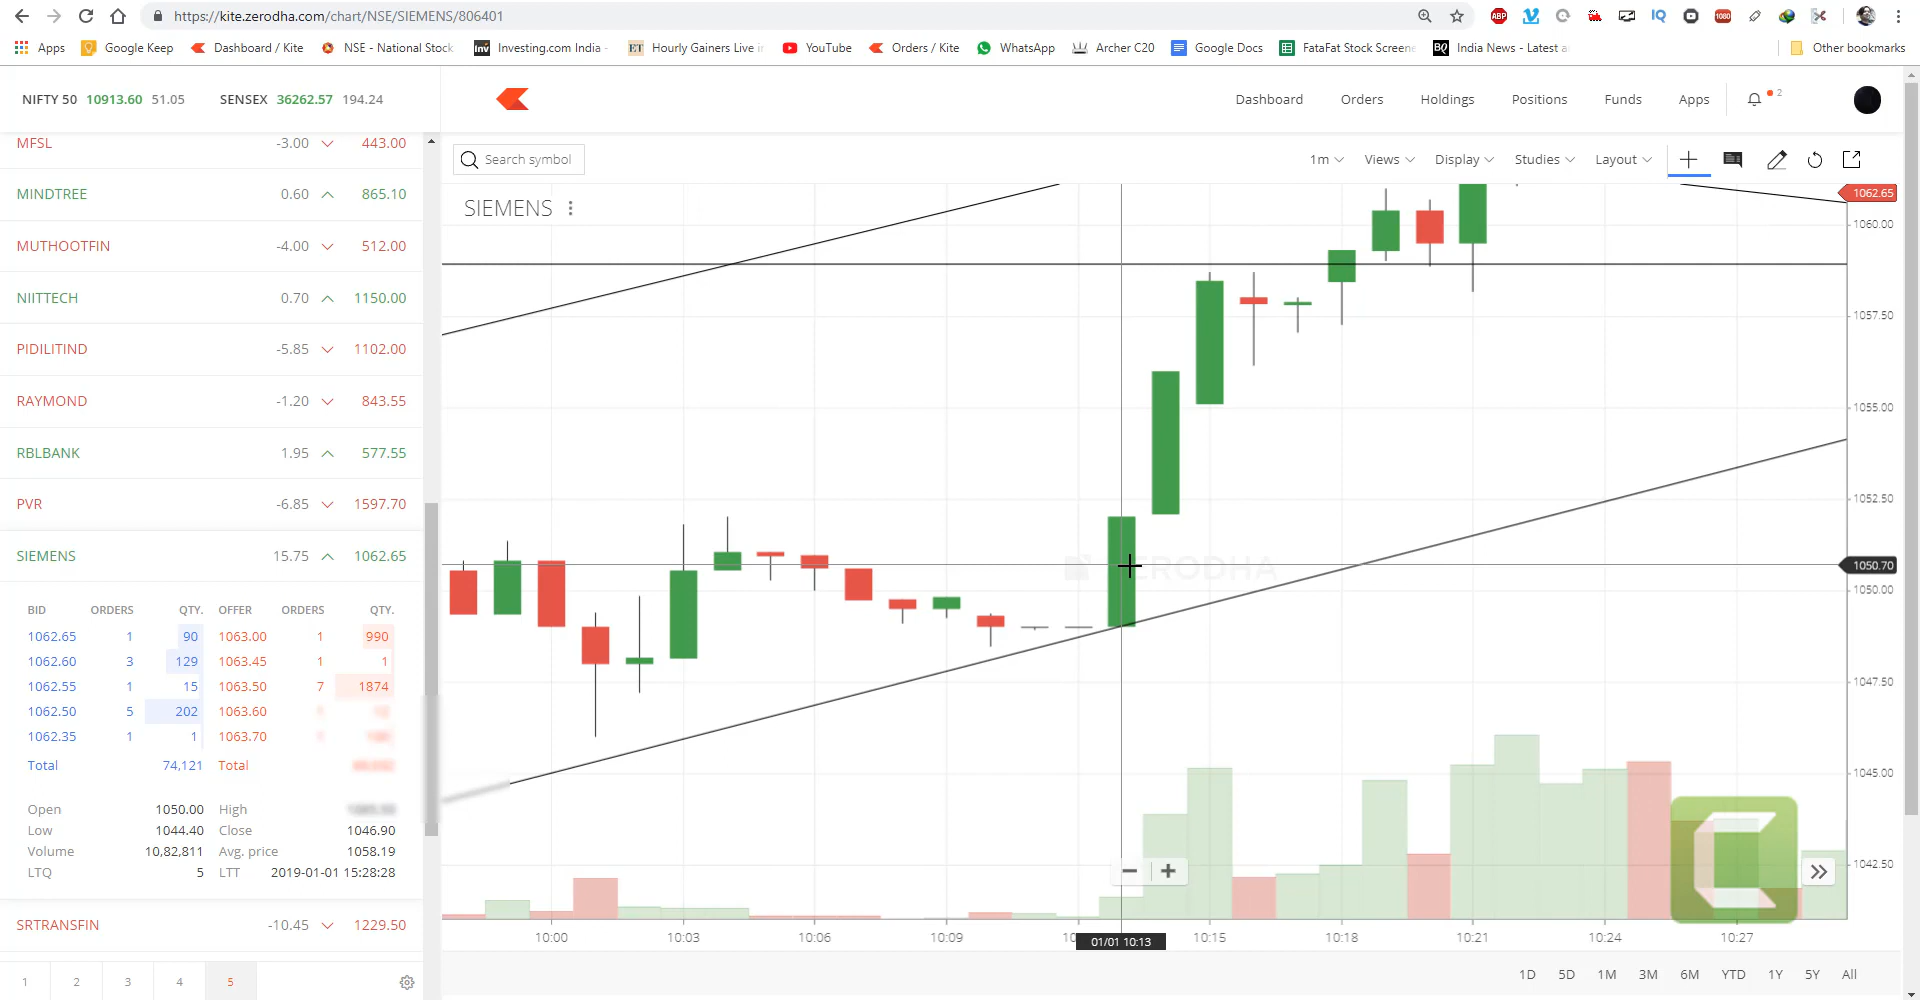 https://kite.zerodha.com/chart/NSE/SIEMENS/806401
ABP IQ 1080
Apps Google Keep Dashboard / Kite NSE - National Stock Inv Investing.com India - ET Hourly Gainers Live YouTube Orders / Kite WhatsApp Archer C20 Google Docs FataFat Stock Screene BQ India News - Latest a Other bookmarks
NIFTY 50 10913.60 51.05 SENSEX 36262.57 194.24
Dashboard Orders Holdings Positions Funds Apps 2
MFSL -3.00 443.00
MINDTREE 0.60 865.10
MUTHOOTFIN -4.00 512.00
NIITTECH 0.70 1150.00
PIDILITIND -5.85 1102.00
RAYMOND -1.20 843.55
RBLBANK 1.95 577.55
PVR -6.85 1597.70
SIEMENS 15.75 1062.65
BID ORDERS QTY. OFFER ORDERS QTY.
1062.65 1 90 1063.00 1 990
1062.60 3 129 1063.45 1 1
1062.55 1 15 1063.50 7 1874
1062.50 5 202 1063.60
1062.35 1 1 1063.70
Total 74,121 Total
Open 1050.00 High
Low 1044.40 Close 1046.90
Volume 10,82,811 Avg. price 1058.19
LTQ 5 LTT 2019-01-01 15:28:28
SRTRANSFIN -10.45 1229.50
1 2 3 4 5
Search symbol
1m Views Display Studies Layout
SIEMENS
1062.65
1060.00
1057.50
1055.00
1052.50
1050.70
1050.00
1047.50
1045.00
1042.50
ZERODHA
10:00 10:03 10:06 10:09 01/01 10:13 10:15 10:18 10:21 10:24 10:27
1D 5D 1M 3M 6M YTD 1Y 5Y All